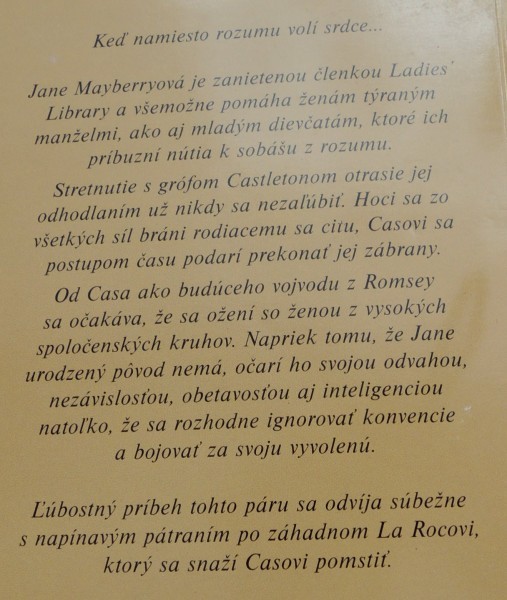 Keď namiesto rozumu volí srdce...
Jane Mayberryová je zanietenou členkou Ladies'
Library a všemožne pomáha ženám týraným
manželmi, ako aj mladým dievčatám, ktoré ich
príbuzní nútia k sobášu z rozumu.
Stretnutie s grófom Castletonom otrasie jej
odhodlaním už nikdy sa nezaľúbiť. Hoci sa zo
všetkých síl bráni rodiacemu sa citu, Casovi sa
postupom času podarí prekonať jej zábrany.
Od Casa ako budúceho vojvodu z Romsey
sa očakáva, že sa ožení so ženou z vysokých
spoločenských kruhov. Napriek tomu, že Jane
urodzený pôvod nemá, očarí ho svojou odvahou,
nezávislosťou, obetavosťou aj inteligenciou
natoľko, že sa rozhodne ignorovať konvencie
a bojovať za svoju vyvolenú.
Ľúbostný príbeh tohto páru sa odvíja súbežne
s napínavým pátraním po záhadnom La Rocovi,
ktorý sa snaží Casovi pomstiť.